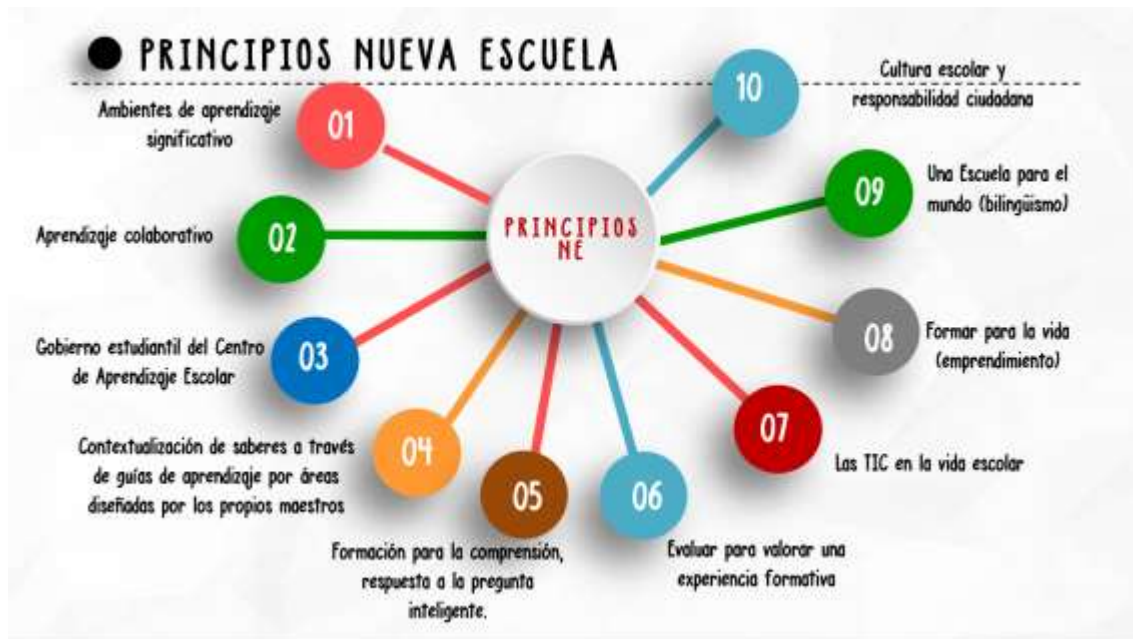 PRINCIPIOS NUEVA ESCUELA
PRINCIPIOS
NE
01
Ambientes de aprendizaje
significativo
02
Aprendizaje colaborativo
03
Gobierno estudiantil del Centro
de Aprendizaje Escolar
04
Contextualización de saberes a través
de guías de aprendizaje por áreas
diseñadas por los propios maestros
05
Formación para la comprensión,
respuesta a la pregunta
inteligente.
06
Evaluar para valorar una
experiencia formativa
07
Las TIC en la vida escolar
08
Formar para la vida
(emprendimiento)
09
Una Escuela para el
mundo (bilingüismo)
10
Cultura escolar y
responsabilidad ciudadana